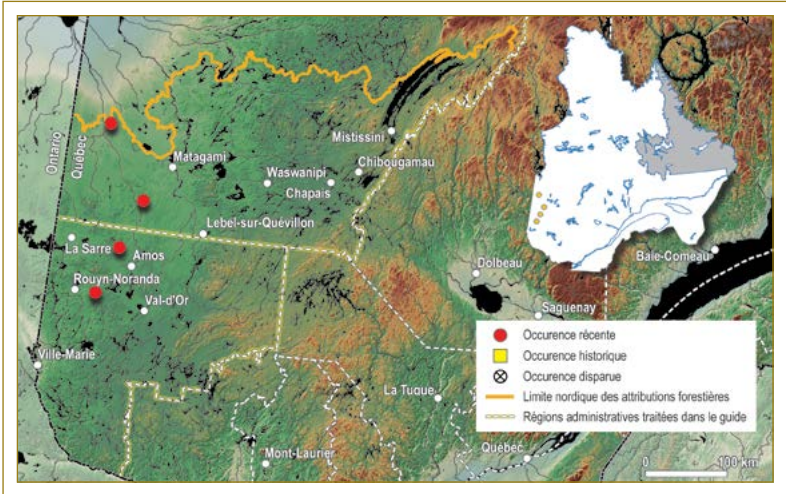 Ontario
Québec
Matagami
Mistissini
Waswanipi
Chibougamau
Chapais
Lebel-sur-Quévillon
La Sarre
Amos
Rouyn-Noranda
Val-d'Or
Ville-Marie
Dolbeau
Baie-Comeau
Saguenay
La Tuque
Mont-Laurier
Québec
Occurence récente
Occurence historique
Occurence disparue
Limite nordique des attributions forestières
Régions administratives traitées dans le guide
0 100 km